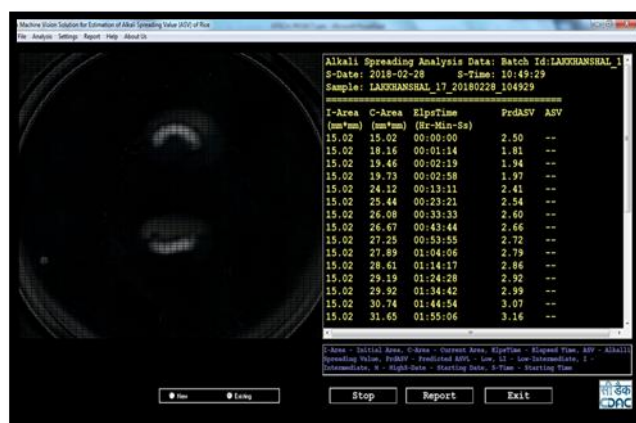 Machine Vision Solution for Estimation of Alkali Spreading Value (ASV) of Rice
File Analysis Settings Report Help About Us
Alkali Spreading Analysis Data: Batch Id:LAKKHANSHAL_1
S-Date: 2018-02-28 S-Time: 10:49:29
Sample: LAKKHANSHAL_17_20180228_104929
I-Area C-Area ElpsTime PrdASV ASV
(mm*mm) (mm*mm) (Hr-Min-Ss)
15.02 15.02 00:00:00 2.50 --
15.02 18.16 00:01:14 1.81 --
15.02 19.46 00:02:19 1.94 --
15.02 19.73 00:02:58 1.97 --
15.02 24.12 00:13:11 2.41 --
15.02 25.44 00:23:21 2.54 --
15.02 26.08 00:33:33 2.60 --
15.02 26.67 00:43:44 2.66 --
15.02 27.25 00:53:55 2.72 --
15.02 27.89 01:04:06 2.79 --
15.02 28.61 01:14:17 2.86 --
15.02 29.19 01:24:28 2.92 --
15.02 29.92 01:34:42 2.99 --
15.02 30.74 01:44:54 3.07 --
15.02 31.65 01:55:06 3.16 --
I-Area - Initial Area, C-Area - Current Area, ElpsTime - Elapsed Time, ASV - Alkali
Spreading Value, PrdASV - Predicted ASVL - Low, LI - Low-Intermediate, I -
Intermediate, H - HighS-Date - Starting Date, S-Time - Starting Time
New Existing
Stop Report Exit
सी डैक
CDAC